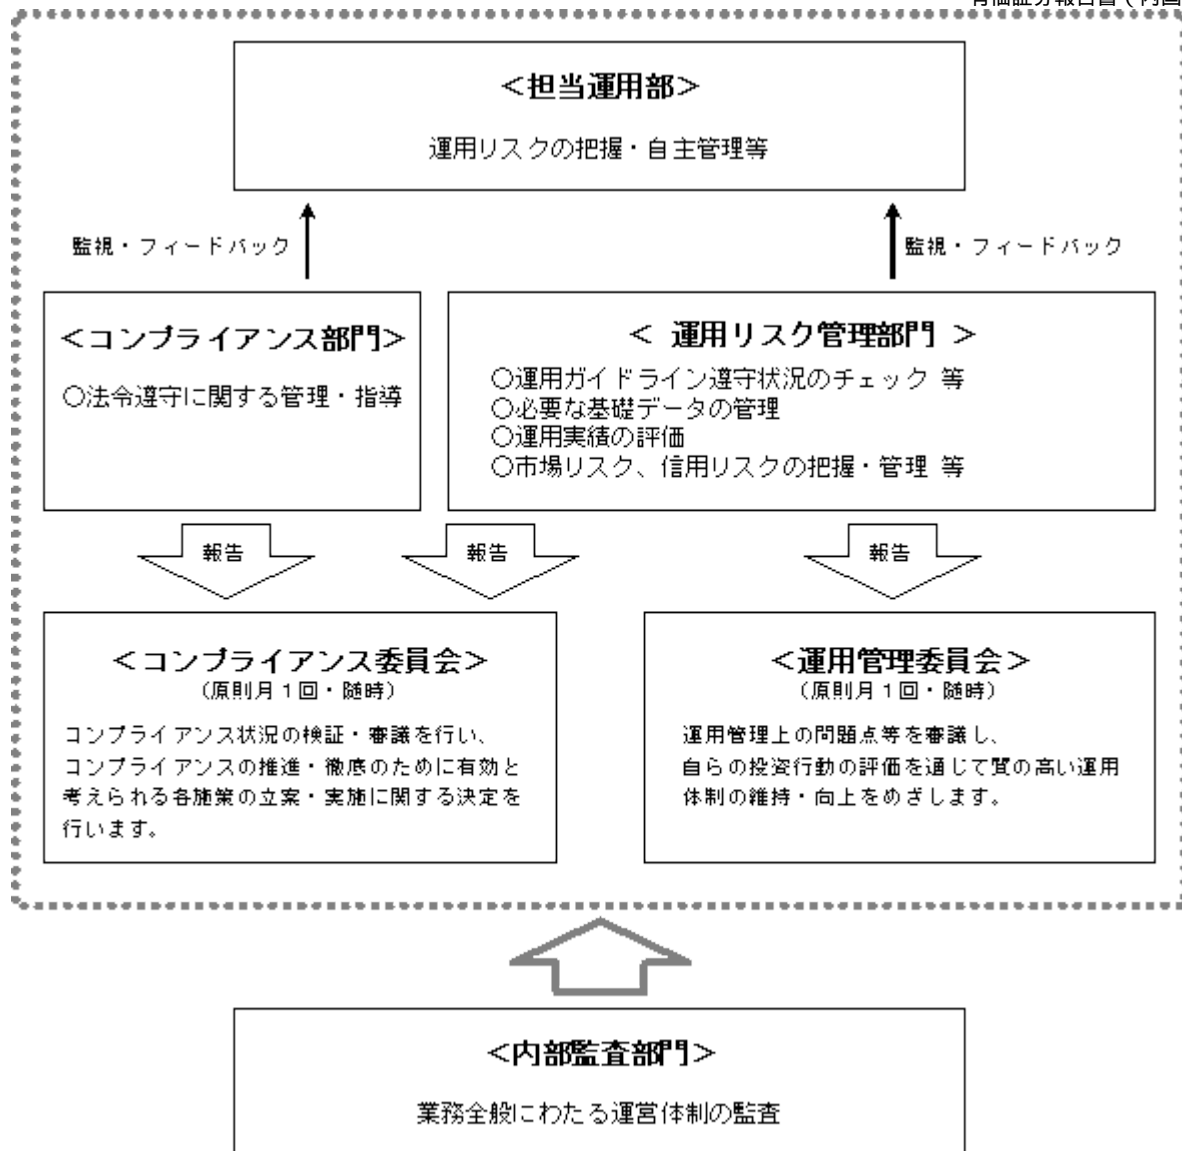 ＜担当運用部＞
運用リスクの把握・自主管理等
監視・フィードバック
監視・フィードバック
＜コンプライアンス部門＞
○法令遵守に関する管理・指導
＜ 運用リスク管理部門 ＞
○運用ガイドライン遵守状況のチェック 等
○必要な基礎データの管理
○運用実績の評価
○市場リスク、信用リスクの把握・管理 等
報告
報告
報告
＜コンプライアンス委員会＞
（原則月１回・随時）
コンプライアンス状況の検証・審議を行い、
コンプライアンスの推進・徹底のために有効と
考えられる各施策の立案・実施に関する決定を
行います。
＜運用管理委員会＞
（原則月１回・随時）
運用管理上の問題点等を審議し、
自らの投資行動の評価を通じて質の高い運用
体制の維持・向上をめざします。
＜内部監査部門＞
業務全般にわたる運営体制の監査